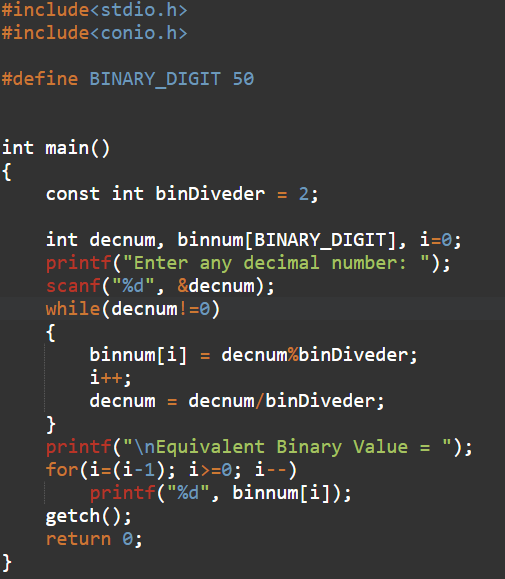 #include<stdio.h>
#include<conio.h>
#define BINARY_DIGIT 50
int main()
{
    const int binDiveder = 2;
    int decnum, binnum[BINARY_DIGIT], i=0;
    printf("Enter any decimal number: ");
    scanf("%d", &decnum);
    while(decnum!=0)
    {
        binnum[i] = decnum%binDiveder;
        i++;
        decnum = decnum/binDiveder;
    }
    printf("\nEquivalent Binary Value = ");
    for(i=(i-1); i>=0; i--)
        printf("%d", binnum[i]);
    getch();
    return 0;
}